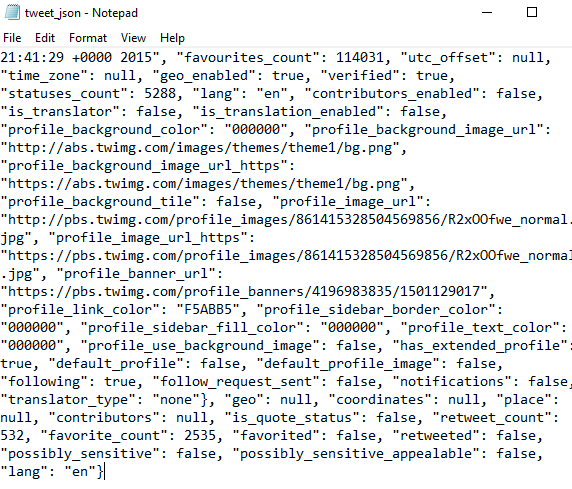 tweet_json - Notepad
File Edit Format View Help
21:41:29 +0000 2015", "favourites_count": 114031, "utc_offset": null,
"time_zone": null, "geo_enabled": true, "verified": true,
"statuses_count": 5288, "lang": "en", "contributors_enabled": false,
"is_translator": false, "is_translation_enabled": false,
"profile_background_color": "000000", "profile_background_image_url":
"http://abs.twimg.com/images/themes/theme1/bg.png",
"profile_background_image_url_https":
"https://abs.twimg.com/images/themes/theme1/bg.png",
"profile_background_tile": false, "profile_image_url":
"http://pbs.twimg.com/profile_images/861415328504569856/R2xOOfwe_normal.
jpg", "profile_image_url_https":
"https://pbs.twimg.com/profile_images/861415328504569856/R2xOOfwe_normal
.jpg", "profile_banner_url":
"https://pbs.twimg.com/profile_banners/4196983835/1501129017",
"profile_link_color": "F5ABB5", "profile_sidebar_border_color":
"000000", "profile_sidebar_fill_color": "000000", "profile_text_color":
"000000", "profile_use_background_image": false, "has_extended_profile":
true, "default_profile": false, "default_profile_image": false,
"following": true, "follow_request_sent": false, "notifications": false,
"translator_type": "none"}, "geo": null, "coordinates": null, "place":
null, "contributors": null, "is_quote_status": false, "retweet_count":
532, "favorite_count": 2535, "favorited": false, "retweeted": false,
"possibly_sensitive": false, "possibly_sensitive_appealable": false,
"lang": "en"}